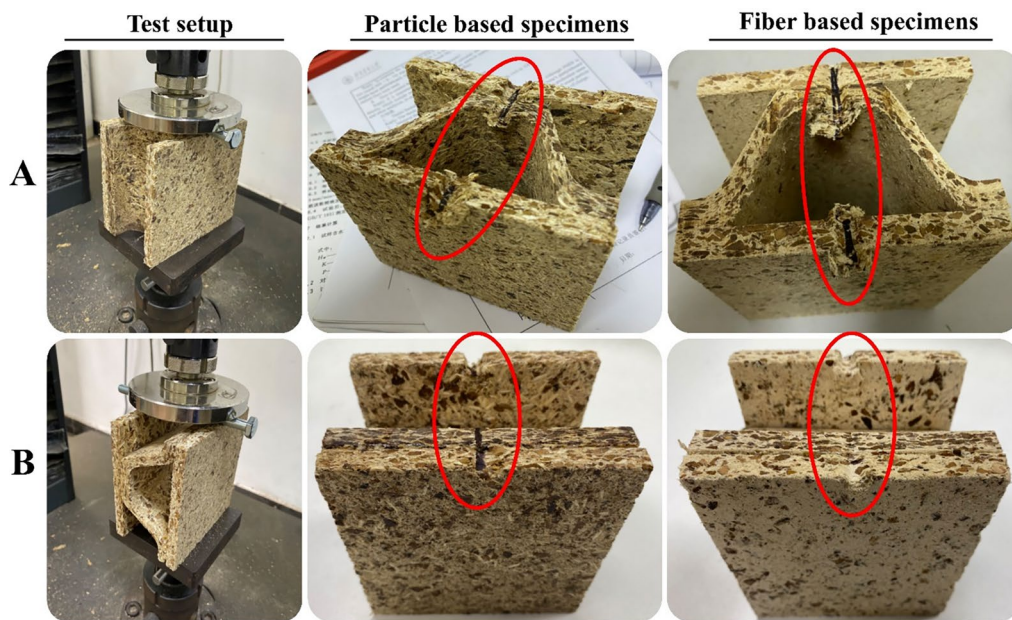 Test setup
Particle based specimens
Fiber based specimens
A
B